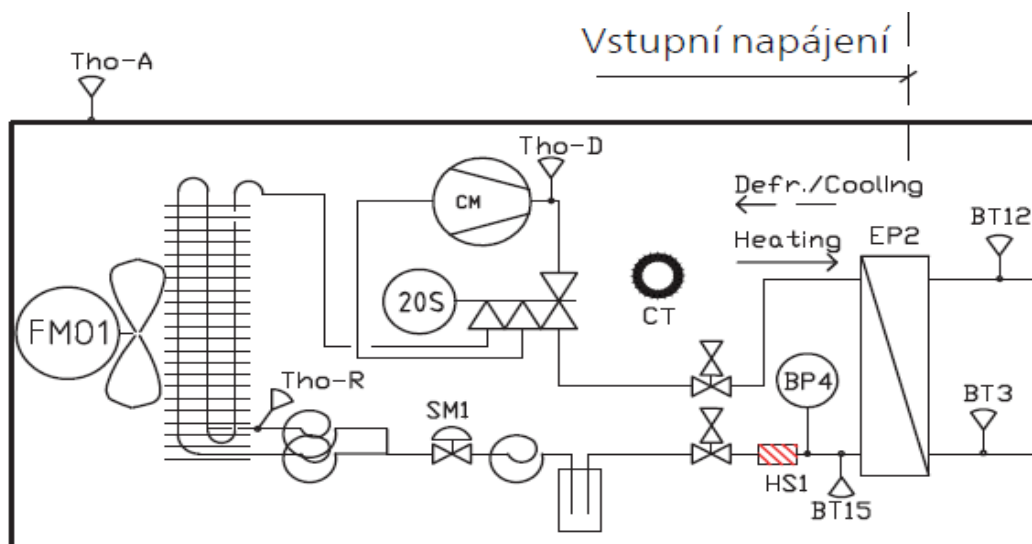 Vstupní napájení
Tho-A
Tho-D
CM
Defr./Cooling
BT12
Heating
EP2
20S
CT
FM01
Tho-R
BP4
SM1
BT3
HS1
BT15